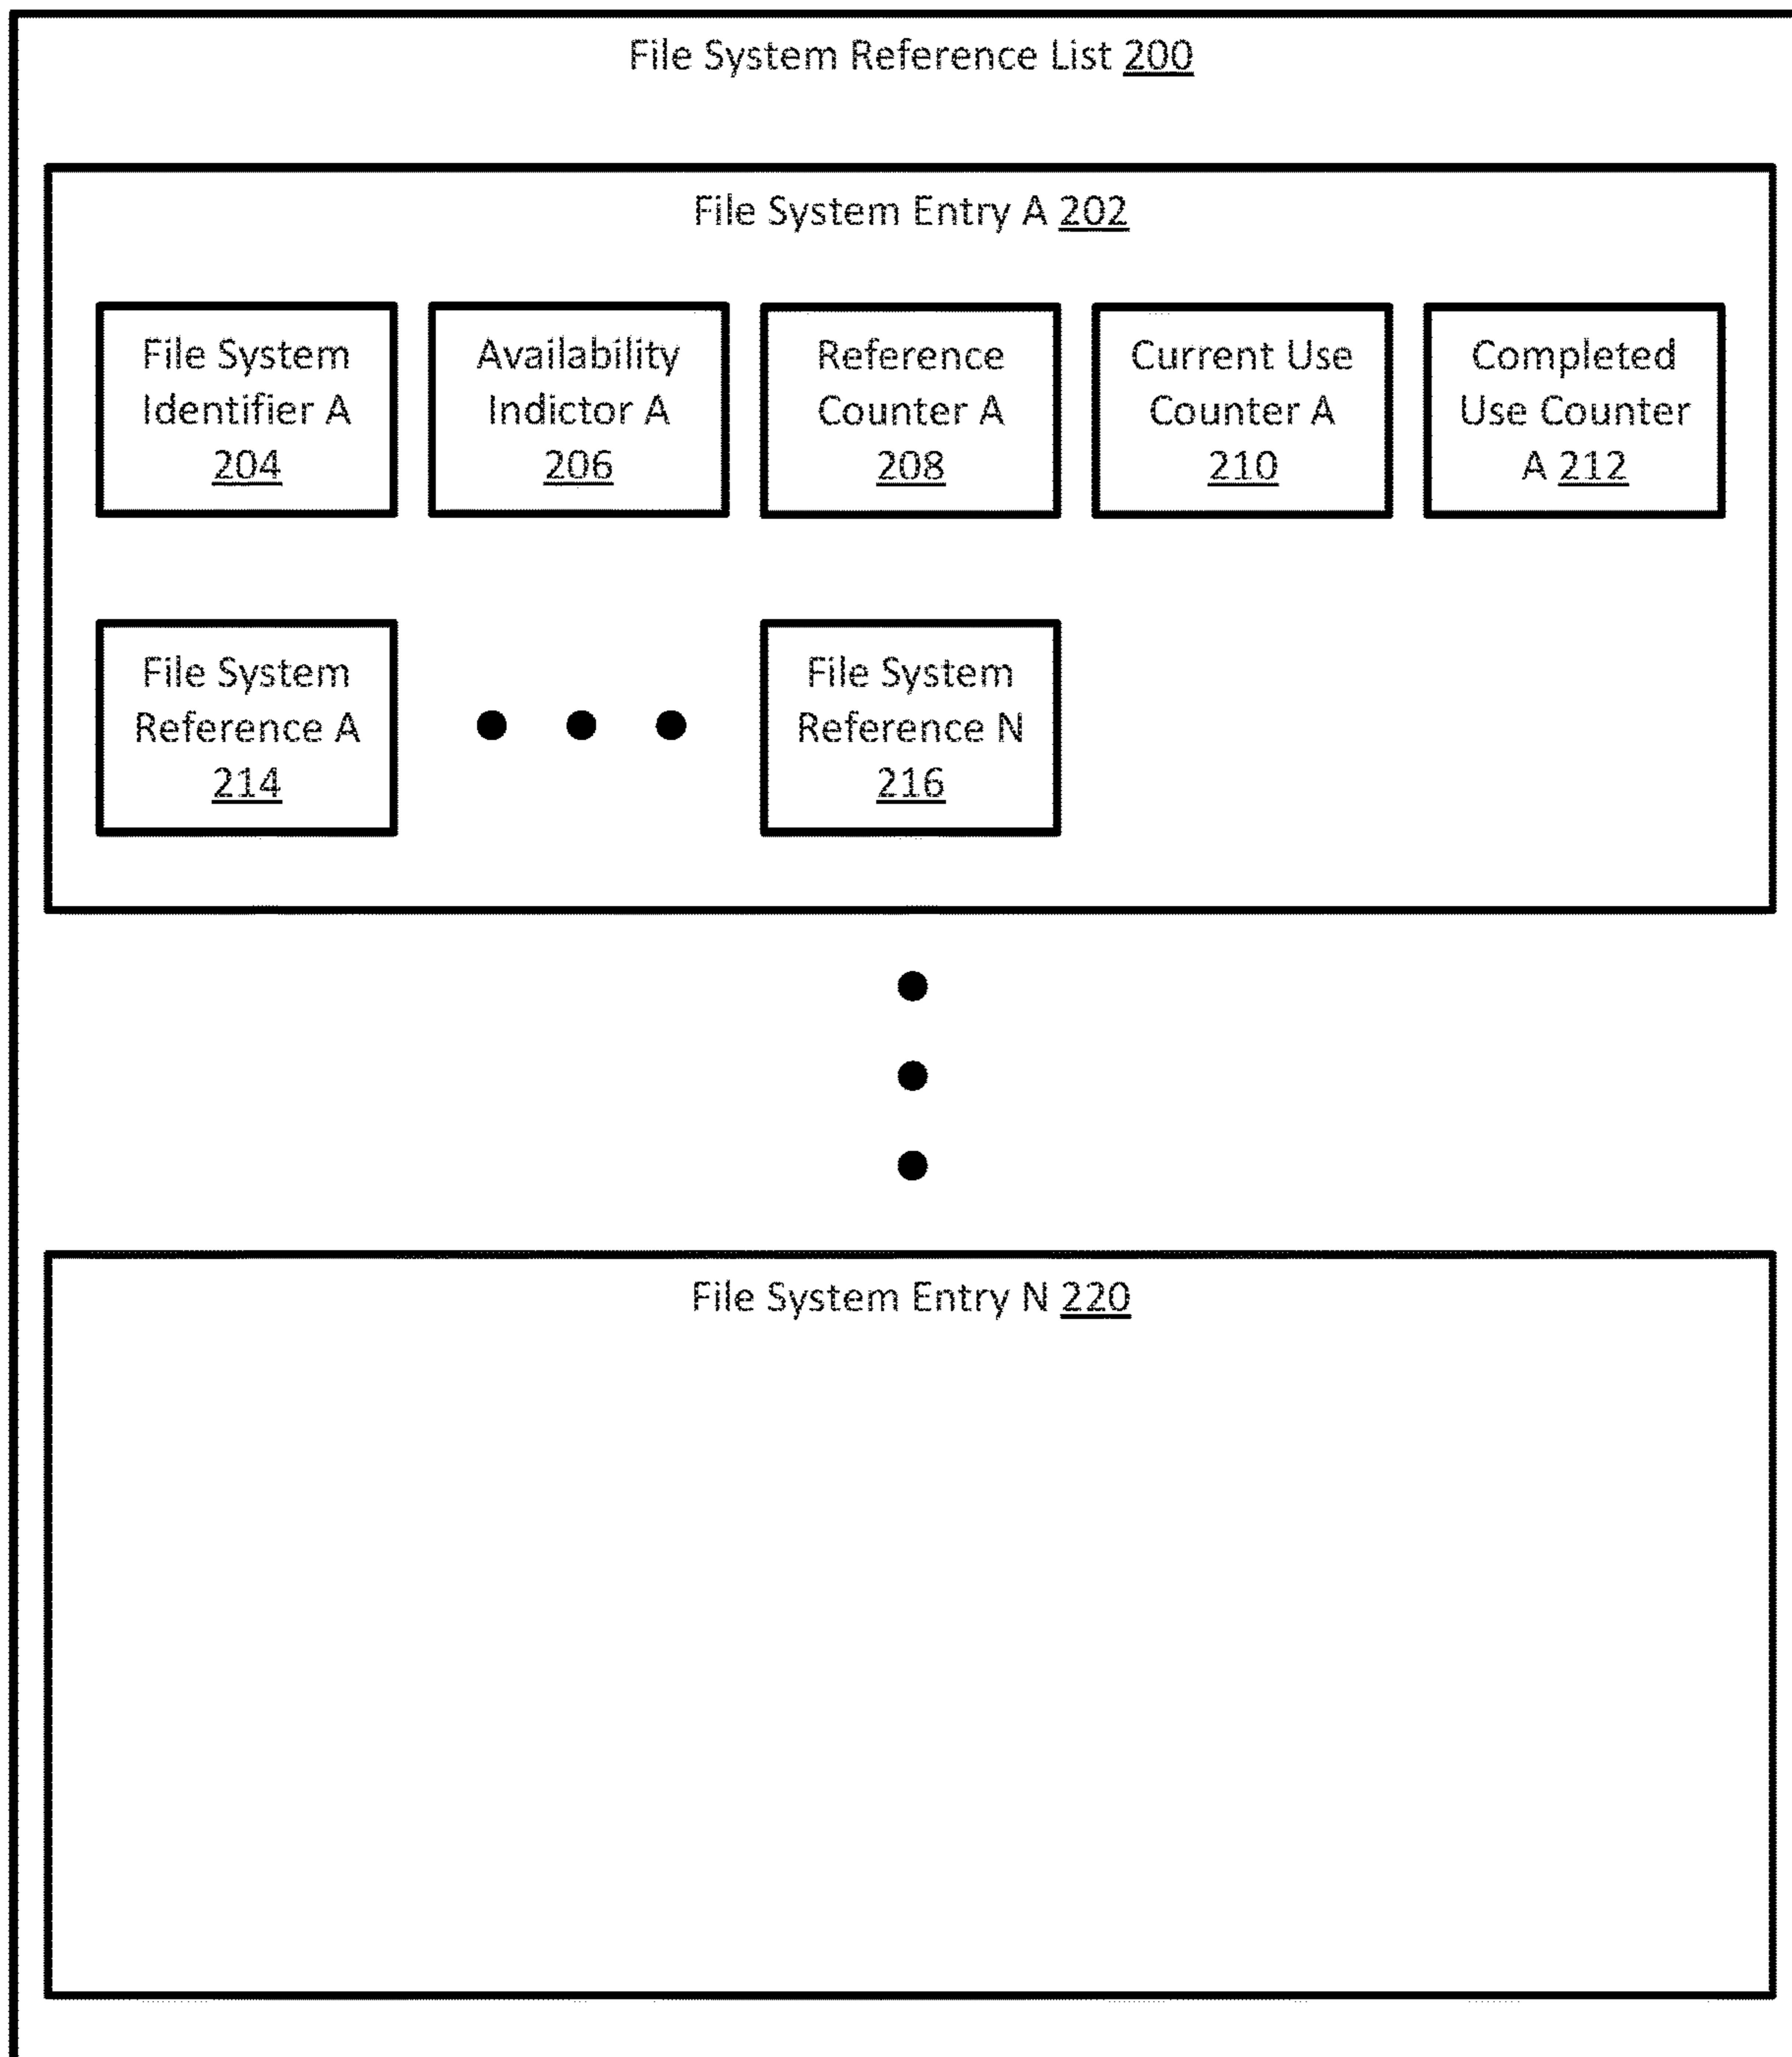 File System Reference List 200
File System Entry A 202
File System
Identifier A
204
Availability
Indictor A
206
Reference
Counter A
208
Current Use
Counter A
210
Completed
Use Counter
A 212
File System
Reference A
214
File System
Reference N
216
File System Entry N 220